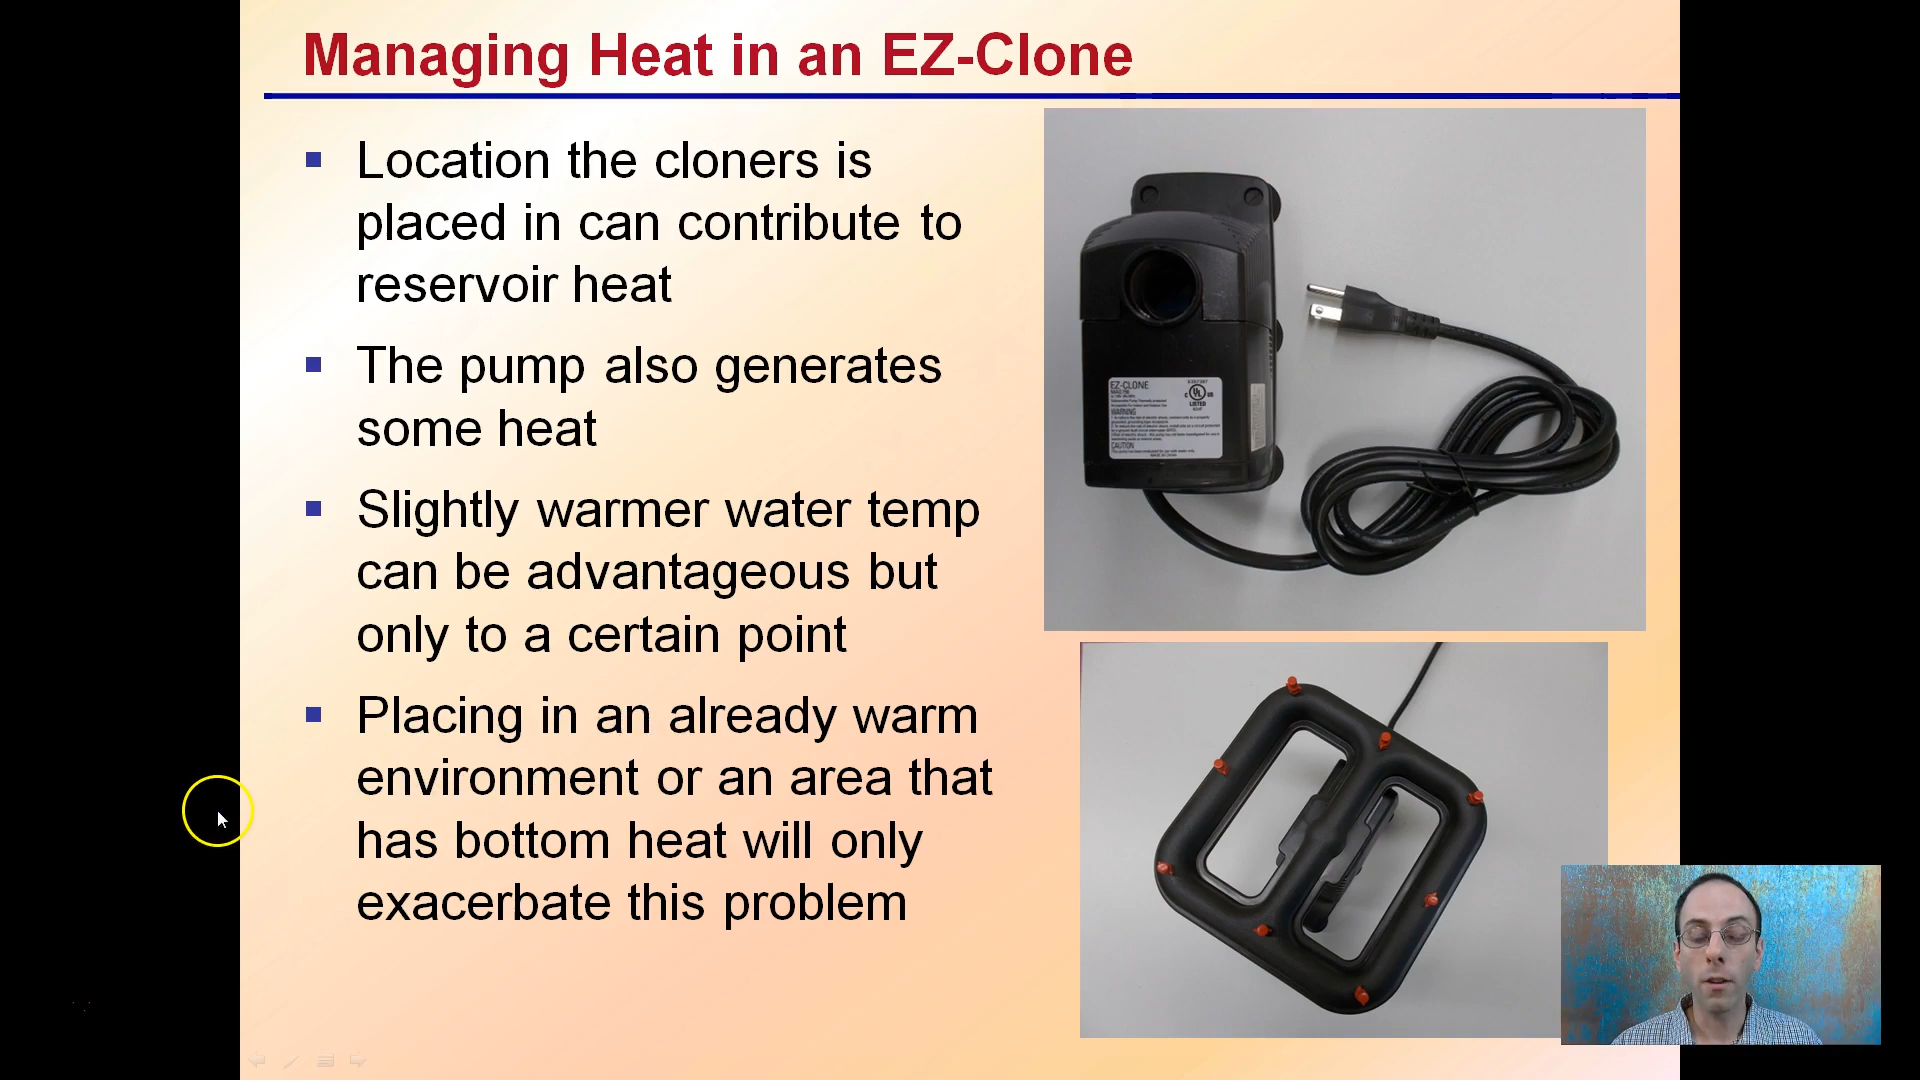 Managing Heat in an EZ-Clone
Location the cloners is
placed in can contribute to
reservoir heat
The pump also generates
some heat
Slightly warmer water temp
can be advantageous but
only to a certain point
Placing in an already warm
environment or an area that
has bottom heat will only
exacerbate this problem
EZ-CLONE
WARNING
CAUTION
C UL US
LISTED